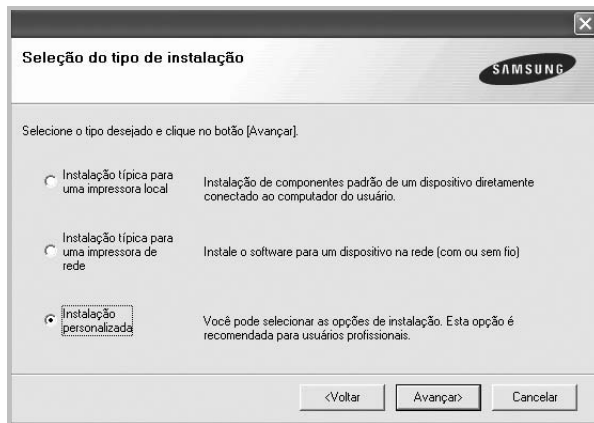 Seleção do tipo de instalação
SAMSUNG
Selecione o tipo desejado e clique no botão [Avançar].
Instalação típica para
uma impressora local
Instalação de componentes padrão de um dispositivo diretamente
conectado ao computador do usuário.
Instalação típica para
uma impressora de
rede
Instale o software para um dispositivo na rede (com ou sem fio)
Instalação
personalizada
Você pode selecionar as opções de instalação. Esta opção é
recomendada para usuários profissionais.
<Voltar
Avançar>
Cancelar